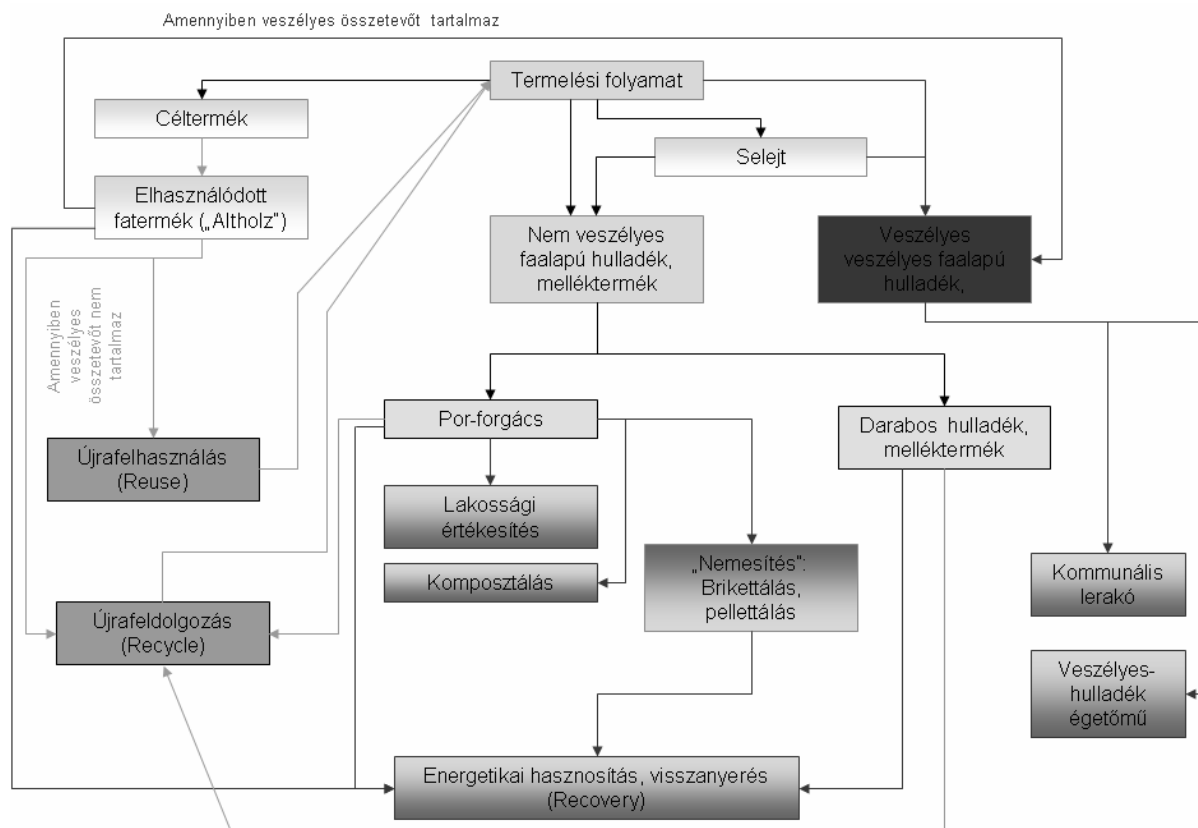 Amennyiben veszélyes összetevőt tartalmaz
Termelési folyamat
Céltermék
Selejt
Elhasználódott
fatermék („Altholz”)
Nem veszélyes
faalapú hulladék,
melléktermék
Veszélyes
veszélyes faalapú
hulladék,
Amennyiben
veszélyes
összetevőt nem
tartalmaz
Por-forgács
Darabos hulladék,
melléktermék
Újrafelhasználás
(Reuse)
Lakossági
értékesítés
„Nemesítés”:
Brikettálás,
pellettálás
Komposztálás
Kommunális
lerakó
Újrafeldolgozás
(Recycle)
Veszélyes-
hulladék
égetőmű
Energetikai hasznosítás, visszanyerés
(Recovery)